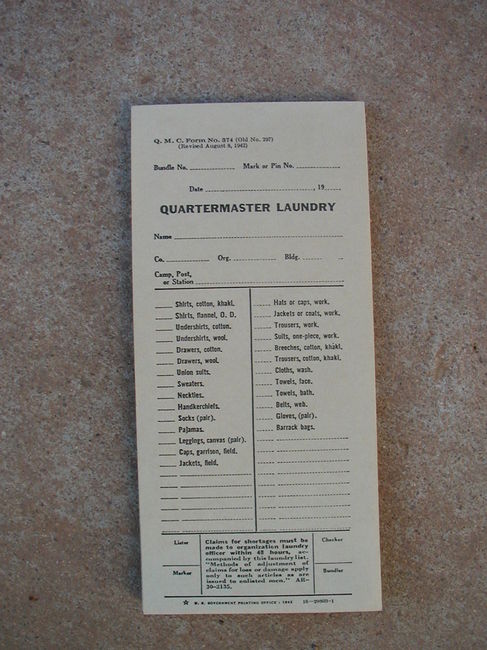 Q. M. C. Form No. 374 (Old No. 297)
(Revised August 8, 1942)
Bundle No. Mark or Pin No.
Date , 19
QUARTERMASTER LAUNDRY
Name
Co. Org. Bldg.
Camp, Post,
or Station
Shirts, cotton, khaki.
Shirts, flannel, O. D.
Undershirts, cotton.
Undershirts, wool.
Drawers, cotton.
Drawers, wool.
Union suits.
Sweaters.
Neckties.
Handkerchiefs.
Socks (pair).
Pajamas.
Leggings, canvas (pair).
Caps, garrison, field.
Jackets, field.
Hats or caps, work.
Jackets or coats, work.
Trousers, work.
Suits, one-piece, work.
Breeches, cotton, khaki.
Trousers, cotton, khaki.
Cloths, wash.
Towels, face.
Towels, bath.
Belts, web.
Gloves, (pair).
Barrack bags.
Lister
Marker
Claims for shortages must be
made to organization laundry
officer within 48 hours, ac-
companied by this laundry list.
"Methods of adjustment of
claims for loss or damage apply
only to such articles as are
issued to enlisted men." AR-
30-2135.
Checker
Bundler
U. S. GOVERNMENT PRINTING OFFICE : 1942